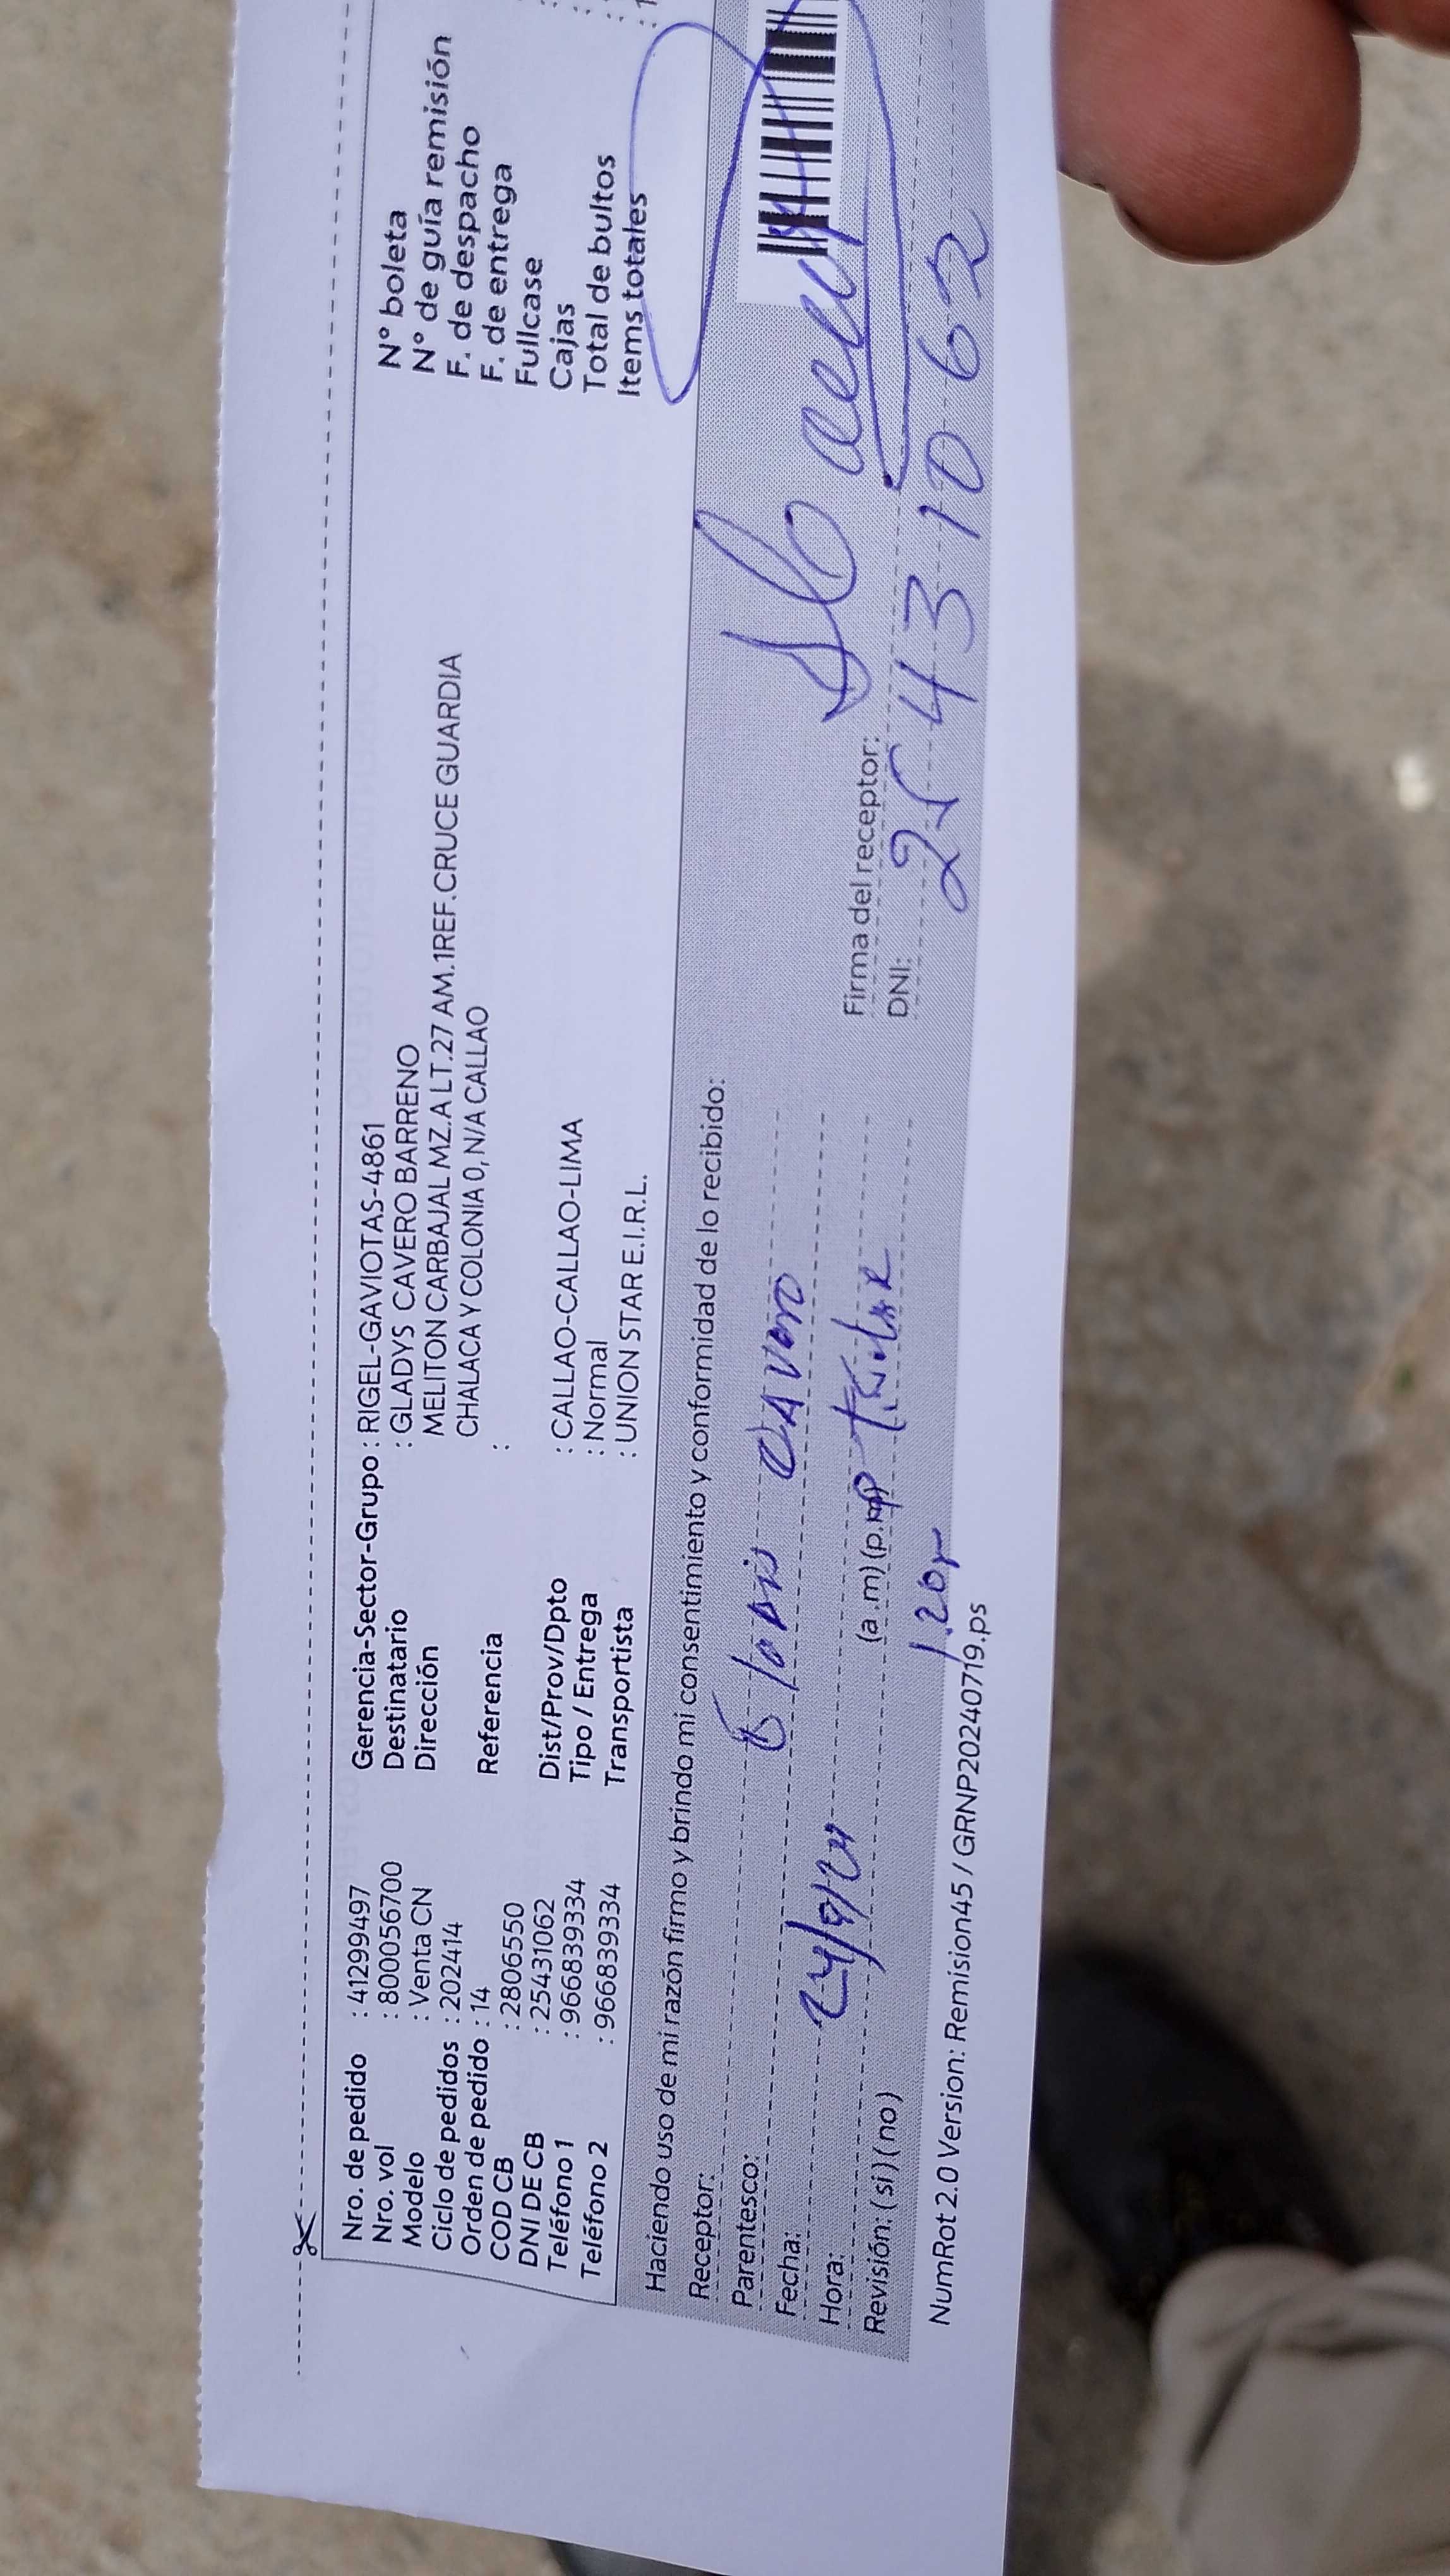 Nro. de pedido : 41299497 Gerencia-Sector-Grupo : RIGEL-GAVIOTAS-4861 N° boleta :
Nro. vol : 800056700 Destinatario : GLADYS CAVERO BARRENO N° de guía remisión :
Modelo : Venta CN Dirección MELITON CARBAJAL MZ.A LT.27 AM.1REF.CRUCE GUARDIA F. de despacho
Ciclo de pedidos : 202414 CHALACA Y COLONIA 0, N/A CALLAO F. de entrega
Orden de pedido : 14 Referencia : Fullcase
COD CB : 2806550 Cajas
DNI DE CB : 25431062 Dist/Prov/Dpto : CALLAO-CALLAO-LIMA Total de bultos
Teléfono 1 : 966839334 Tipo / Entrega : Normal Items totales
Teléfono 2 : 966839334 Transportista : UNION STAR E.I.R.L.
Haciendo uso de mi razón firmo y brindo mi consentimiento y conformidad de lo recibido:
Receptor:
Parentesco:
Fecha: 24/9/24
Hora: (a.m) (p.m)
Revisión: (si) (no) 1.20p
Firma del receptor:
DNI: 25431062
NumRot 2.0 Version: Remision45 / GRNP20240719.ps